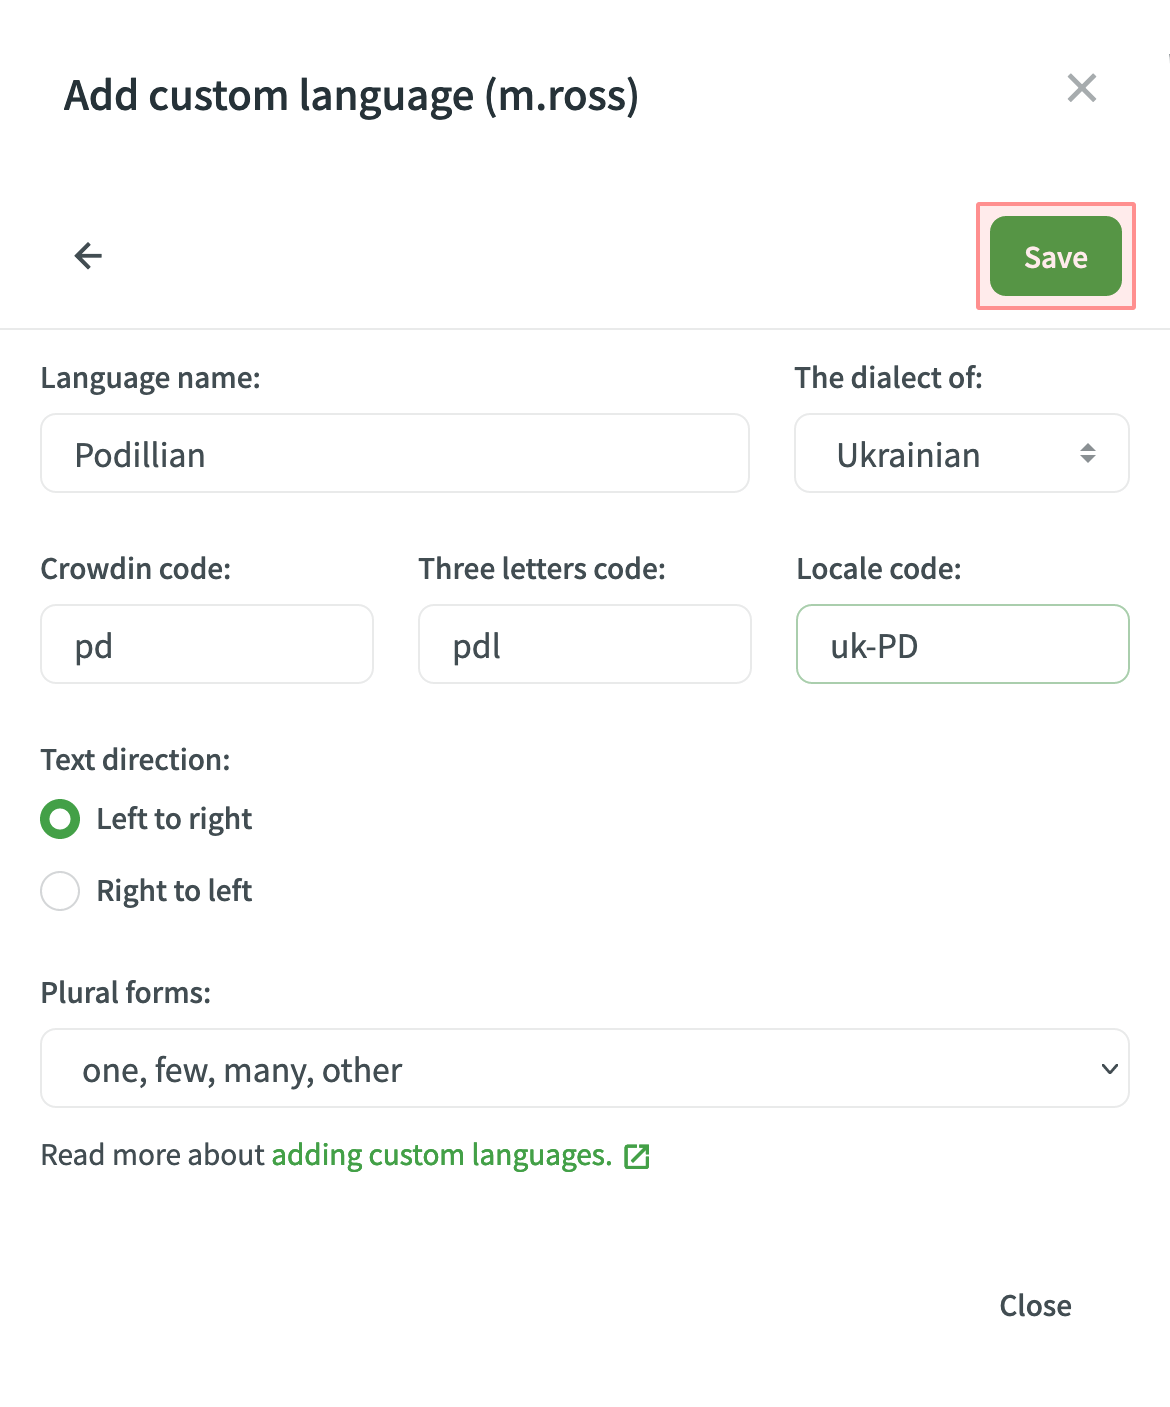 Add custom language (m.ross)
Save
Language name:
The dialect of:
Podillian
Ukrainian
Crowdin code:
Three letters code:
Locale code:
pd
pdl
uk-PD
Text direction:
Left to right
Right to left
Plural forms:
one, few, many, other
Read more about adding custom languages.
Close